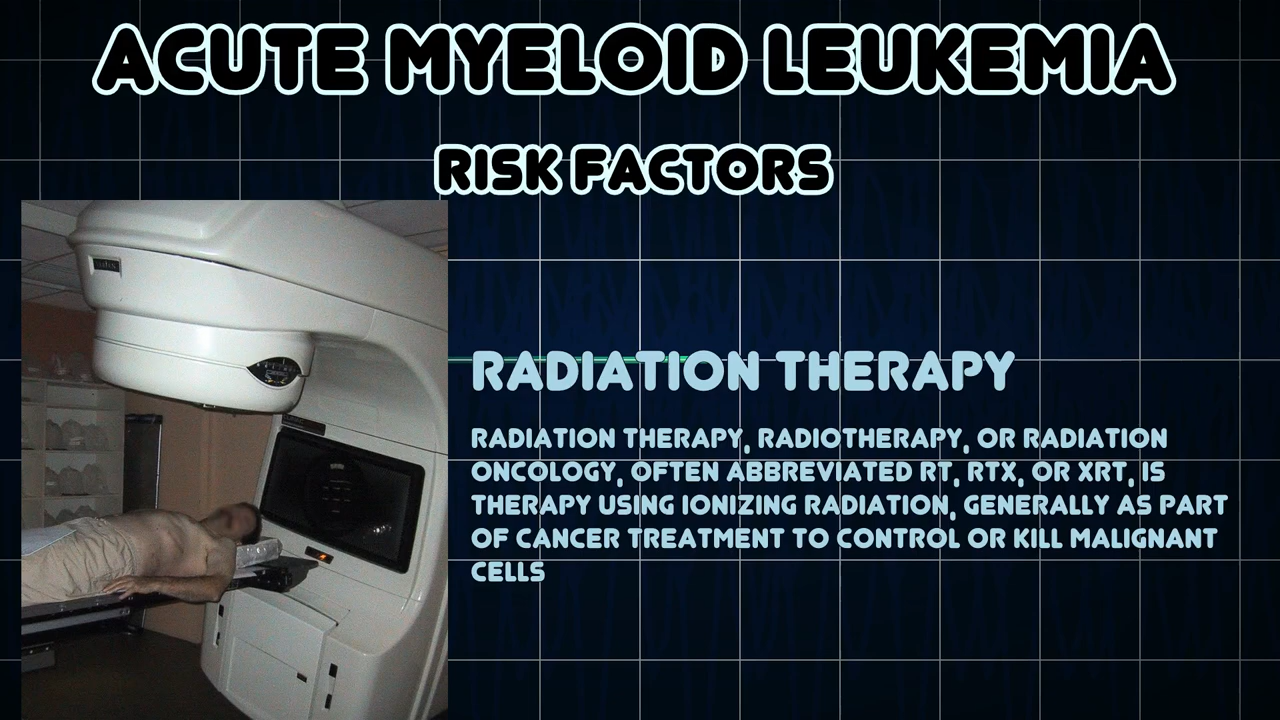 ACUTE MYELOID LEUKEMIA
RISK FACTORS
RADIATION THERAPY
RADIATION THERAPY, RADIOTHERAPY, OR RADIATION
ONCOLOGY, OFTEN ABBREVIATED RT, RTX, OR XRT, IS
THERAPY USING IONIZING RADIATION, GENERALLY AS PART
OF CANCER TREATMENT TO CONTROL OR KILL MALIGNANT
CELLS